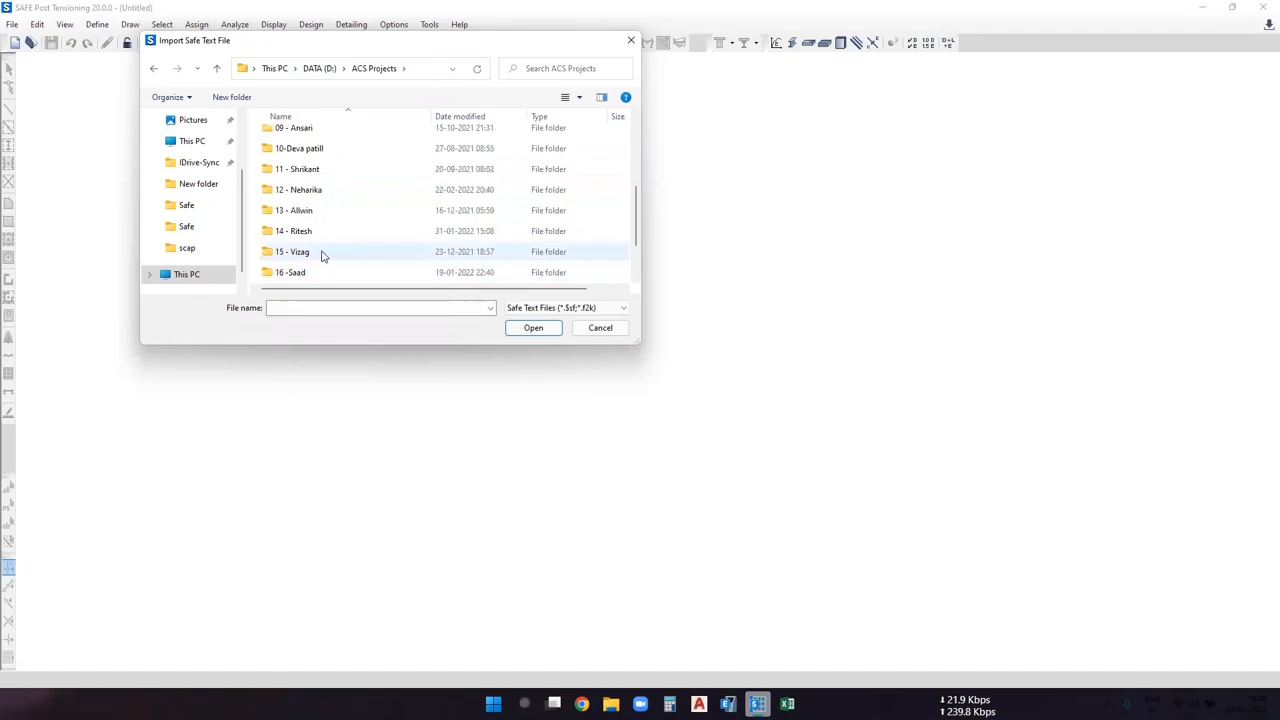 SAFE Post Tensioning 20.0.0 - (Untitled)
File Edit View Define Draw Select Assign Analyze Display Design Detailing Options Tools Help
Import Safe Text File
This PC > DATA (D:) > ACS Projects >
Search ACS Projects
Organize
New folder
Name Date modified Type Size
Pictures
This PC
IDrive-Sync
New folder
Safe
Safe
scap
This PC
09 - Ansari 15-10-2021 21:31 File folder
10-Deva patill 27-08-2021 08:55 File folder
11 - Shrikant 20-09-2021 08:02 File folder
12 - Neharika 22-02-2022 20:40 File folder
13 - Allwin 16-12-2021 05:59 File folder
14 - Ritesh 31-01-2022 15:08 File folder
15 - Vizag 23-12-2021 18:57 File folder
16 -Saad 19-01-2022 22:40 File folder
File name:
Safe Text Files (*.$sf;*.f2k)
Open
Cancel
↓ 21.9 Kbps
↑ 239.8 Kbps